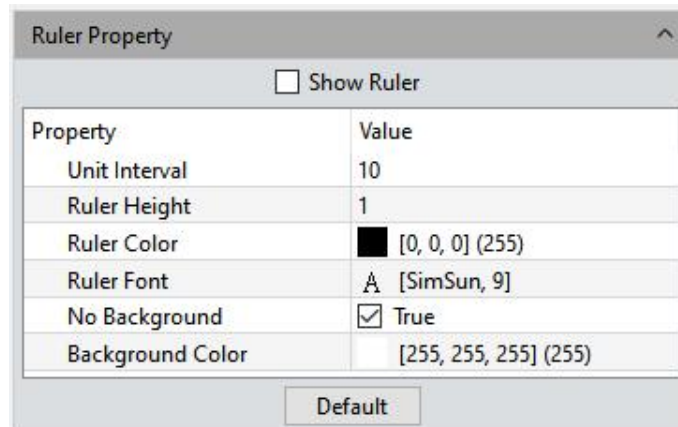 Ruler Property
Show Ruler
Property Value
Unit Interval 10
Ruler Height 1
Ruler Color [0, 0, 0] (255)
Ruler Font A [SimSun, 9]
No Background True
Background Color [255, 255, 255] (255)
Default